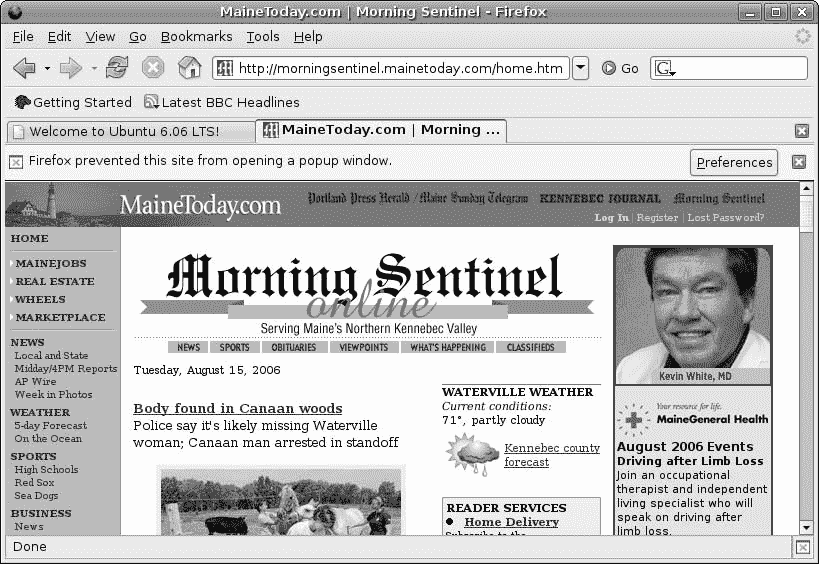 MaineToday.com | Morning Sentinel - Firefox
File Edit View Go Bookmarks Tools Help
http://morningsentinel.mainetoday.com/home.htm Go G
Getting Started Latest BBC Headlines
Welcome to Ubuntu 6.06 LTS! MaineToday.com | Morning ...
Firefox prevented this site from opening a popup window. Preferences
MaineToday.com Portland Press Herald / Maine Sunday Telegram KENNEBEC JOURNAL Morning Sentinel
Log In | Register | Lost Password?
HOME
MAINEJOBS
REAL ESTATE
WHEELS
MARKETPLACE
NEWS
Local and State
Midday/4PM Reports
AP Wire
Week in Photos
WEATHER
5-day Forecast
On the Ocean
SPORTS
High Schools
Red Sox
Sea Dogs
BUSINESS
News
Morning Sentinel
online
Serving Maine's Northern Kennebec Valley
NEWS SPORTS OBITUARIES VIEWPOINTS WHAT'S HAPPENING CLASSIFIEDS
Tuesday, August 15, 2006
Body found in Canaan woods
Police say it's likely missing Waterville
woman; Canaan man arrested in standoff
WATERVILLE WEATHER
Current conditions:
71°, partly cloudy
Kennebec county
forecast
READER SERVICES
Home Delivery
Subscribe to the
Kevin White, MD
Your resource for life.
MaineGeneral Health
August 2006 Events
Driving after Limb Loss
Join an occupational
therapist and independent
living specialist who will
speak on driving after
limb loss.
Done